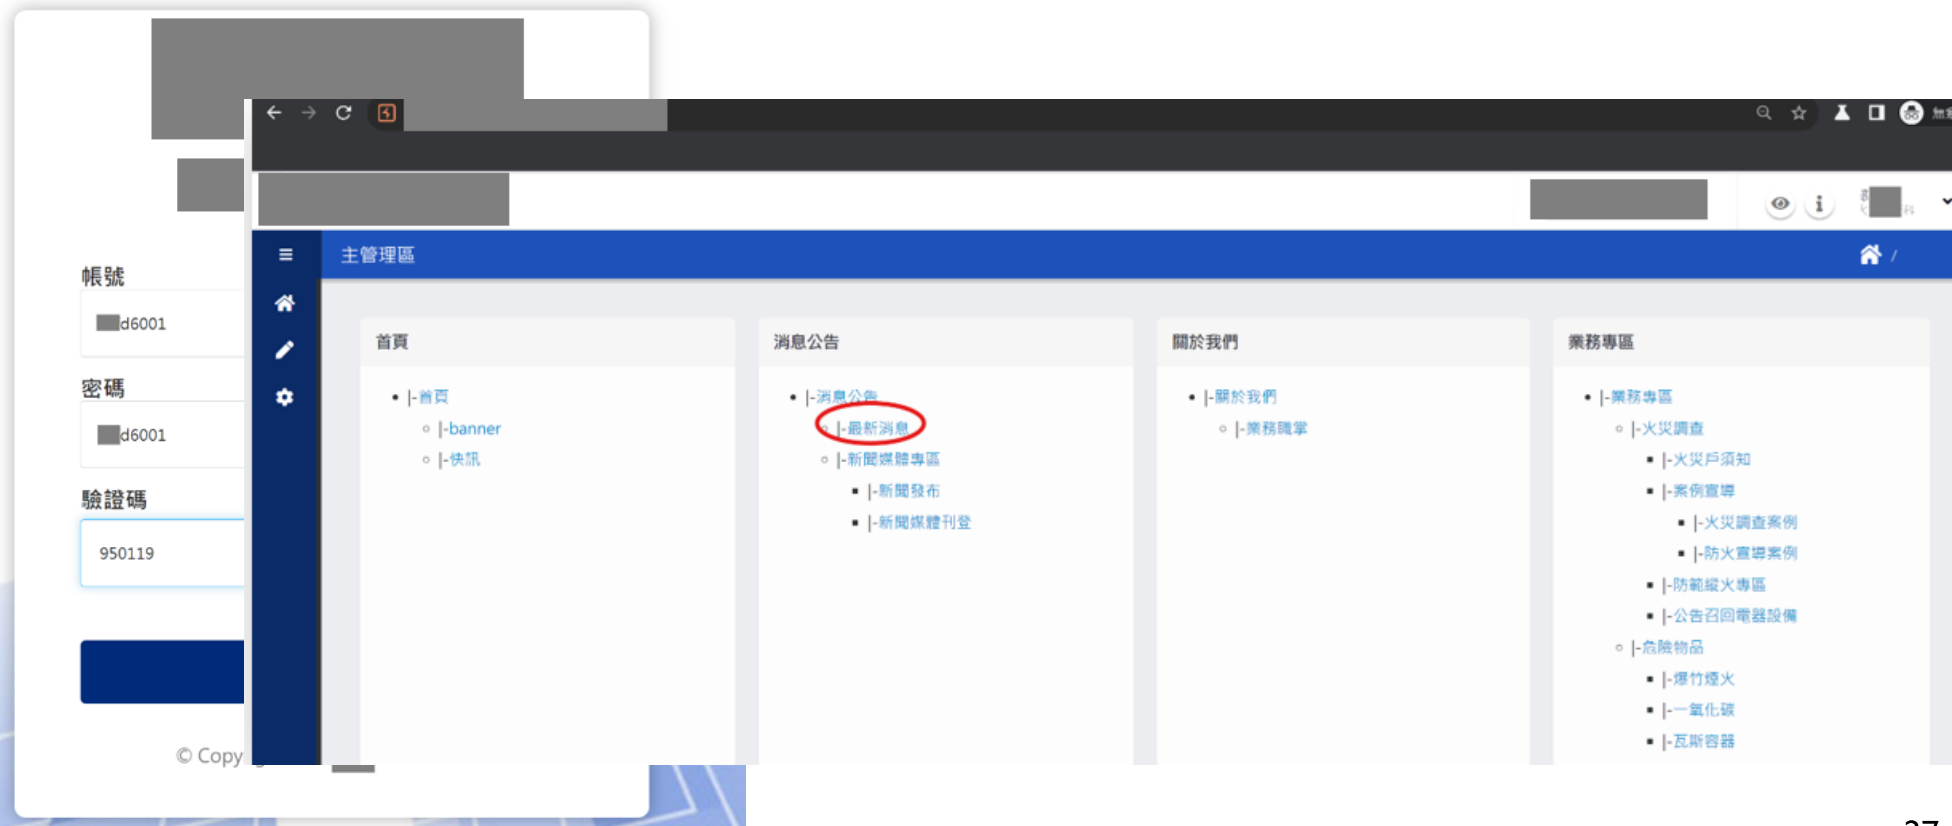 帳號
d6001
密碼
d6001
驗證碼
950119
© Copy
主管理區
/
首頁
|-首頁
|-banner
|-快訊
消息公告
|-消息公告
|-最新消息
|-新聞媒體專區
|-新聞發布
|-新聞媒體刊登
關於我們
|-關於我們
|-業務職掌
業務專區
|-業務專區
|-火災調查
|-火災戶須知
|-案例宣導
|-火災調查案例
|-防火宣導案例
|-防範縱火專區
|-公告召回電器設備
|-危險物品
|-爆竹煙火
|-一氧化碳
|-瓦斯容器